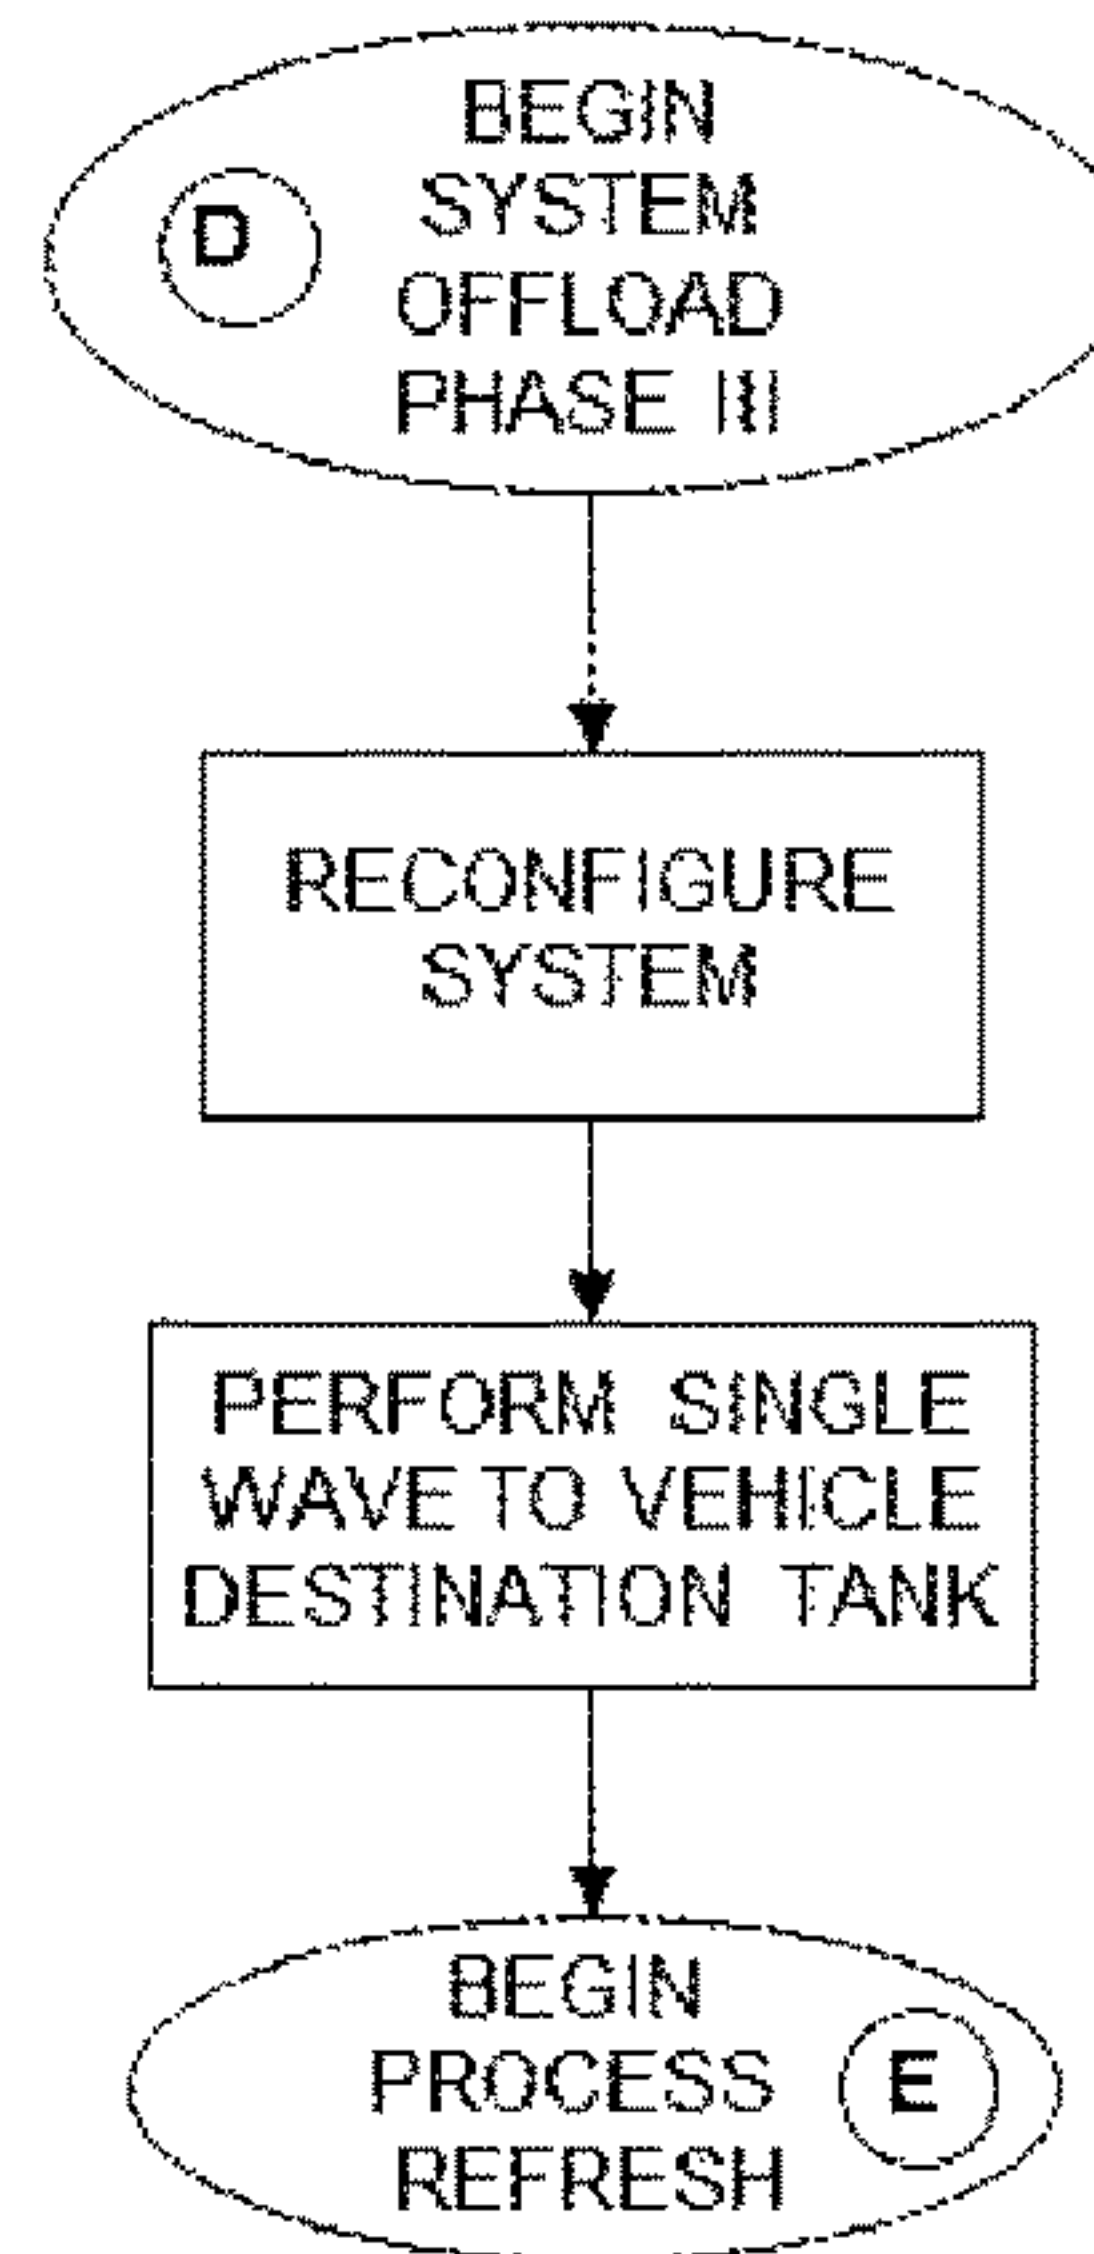 BEGIN
SYSTEM
D
OFFLOAD
PHASE III
RECONFIGURE
SYSTEM
PERFORM SINGLE
WAVE TO VEHICLE
DESTINATION TANK
BEGIN
PROCESS
E
REFRESH